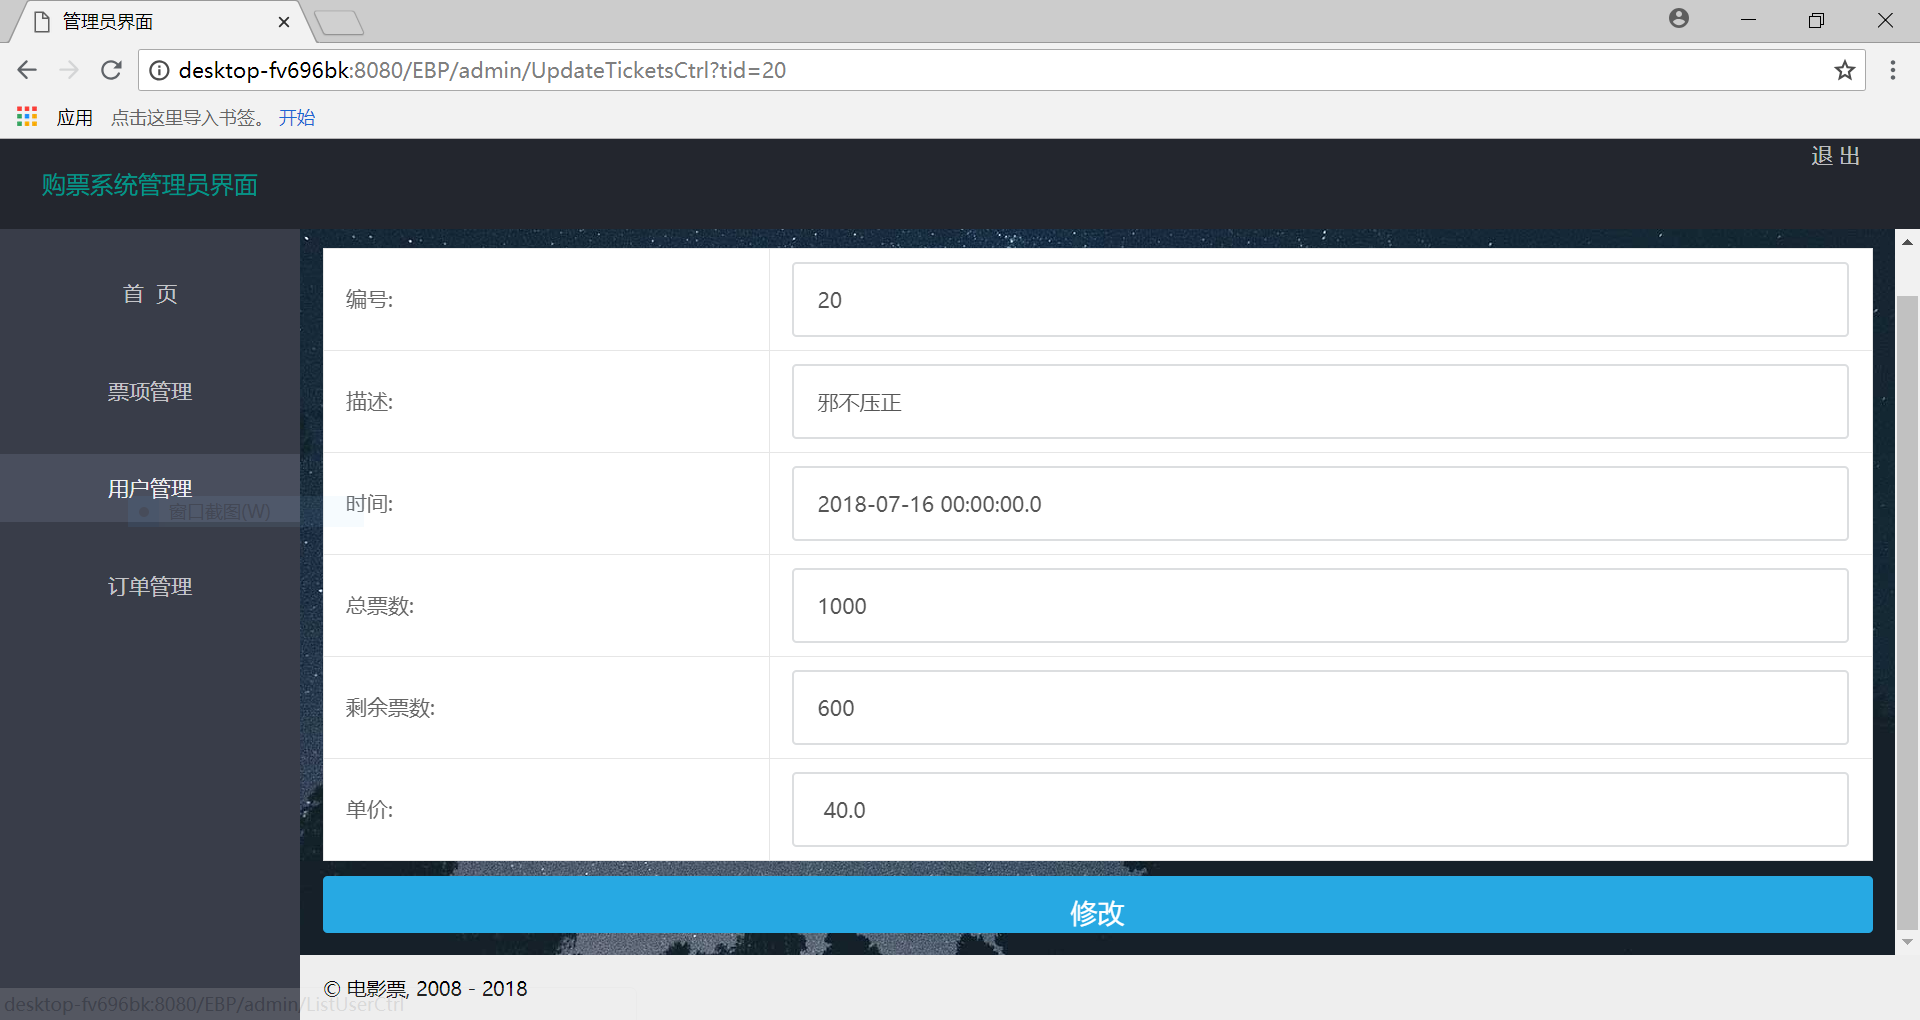 管理员界面
desktop-fv696bk:8080/EBP/admin/UpdateTicketsCtrl?tid=20
应用 点击这里导入书签。 开始
退 出
购票系统管理员界面
首 页
票项管理
用户管理
窗口截图(W)
订单管理
编号: 20
描述: 邪不压正
时间: 2018-07-16 00:00:00.0
总票数: 1000
剩余票数: 600
单价: 40.0
修改
© 电影票, 2008 - 2018
desktop-fv696bk:8080/EBP/admin/ListUserCtrl